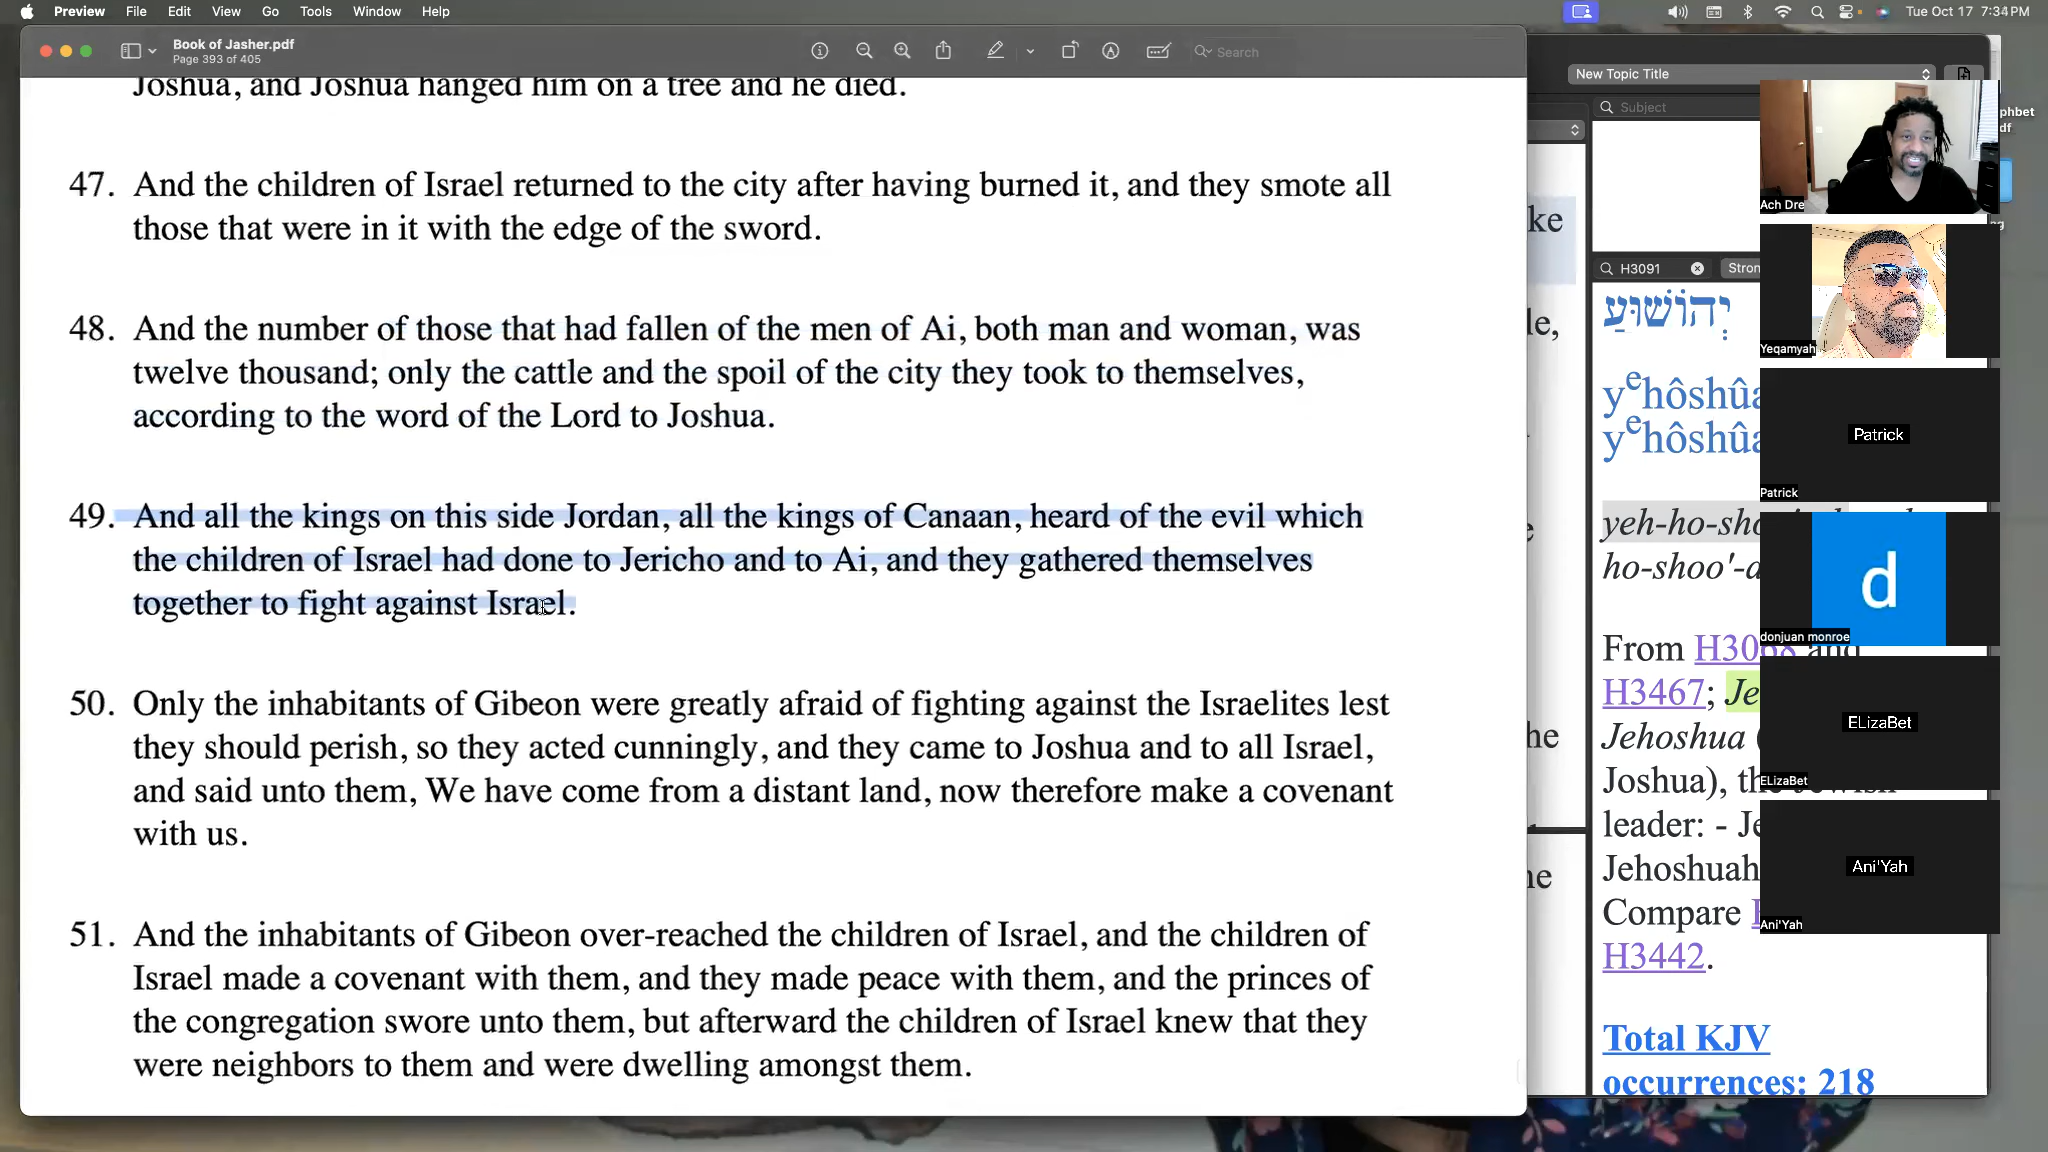 Preview File Edit View Go Tools Window Help
Tue Oct 17 7:34 PM
Book of Jasher.pdf
Page 393 of 405
Search
New Topic Title
Subject
Joshua, and Joshua hanged him on a tree and he died.
47. And the children of Israel returned to the city after having burned it, and they smote all
those that were in it with the edge of the sword.
48. And the number of those that had fallen of the men of Ai, both man and woman, was
twelve thousand; only the cattle and the spoil of the city they took to themselves,
according to the word of the Lord to Joshua.
49. And all the kings on this side Jordan, all the kings of Canaan, heard of the evil which
the children of Israel had done to Jericho and to Ai, and they gathered themselves
together to fight against Israel.
50. Only the inhabitants of Gibeon were greatly afraid of fighting against the Israelites lest
they should perish, so they acted cunningly, and they came to Joshua and to all Israel,
and said unto them, We have come from a distant land, now therefore make a covenant
with us.
51. And the inhabitants of Gibeon over-reached the children of Israel, and the children of
Israel made a covenant with them, and they made peace with them, and the princes of
the congregation swore unto them, but afterward the children of Israel knew that they
were neighbors to them and were dwelling amongst them.
H3091
יְהוֹשׁוּעַ
From and
H3467;
Jehoshua
Joshua),
leader: -
Jehoshuah
Compare
H3442.
Total KJV
occurrences: 218
Ach Dre
Yeqamyah
Patrick
Patrick
d
donjuan monroe
ELizaBet
ELizaBet
Ani'Yah
Ani'Yah